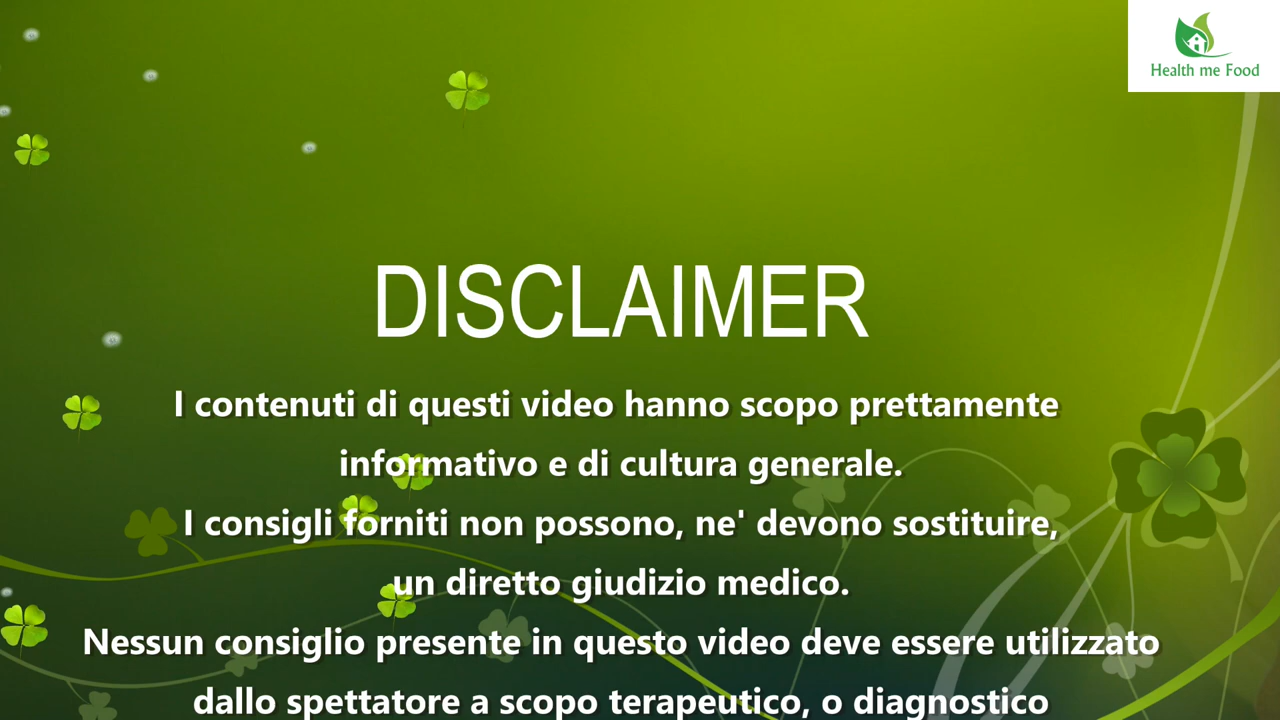 Health me Food
DISCLAIMER
I contenuti di questi video hanno scopo prettamente
informativo e di cultura generale.
I consigli forniti non possono, ne' devono sostituire,
un diretto giudizio medico.
Nessun consiglio presente in questo video deve essere utilizzato
dallo spettatore a scopo terapeutico, o diagnostico